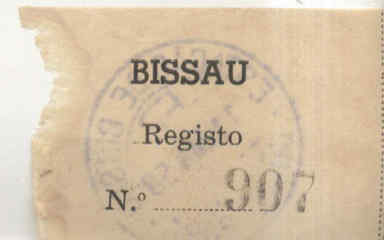 BISSAU
Registo
N.º 907